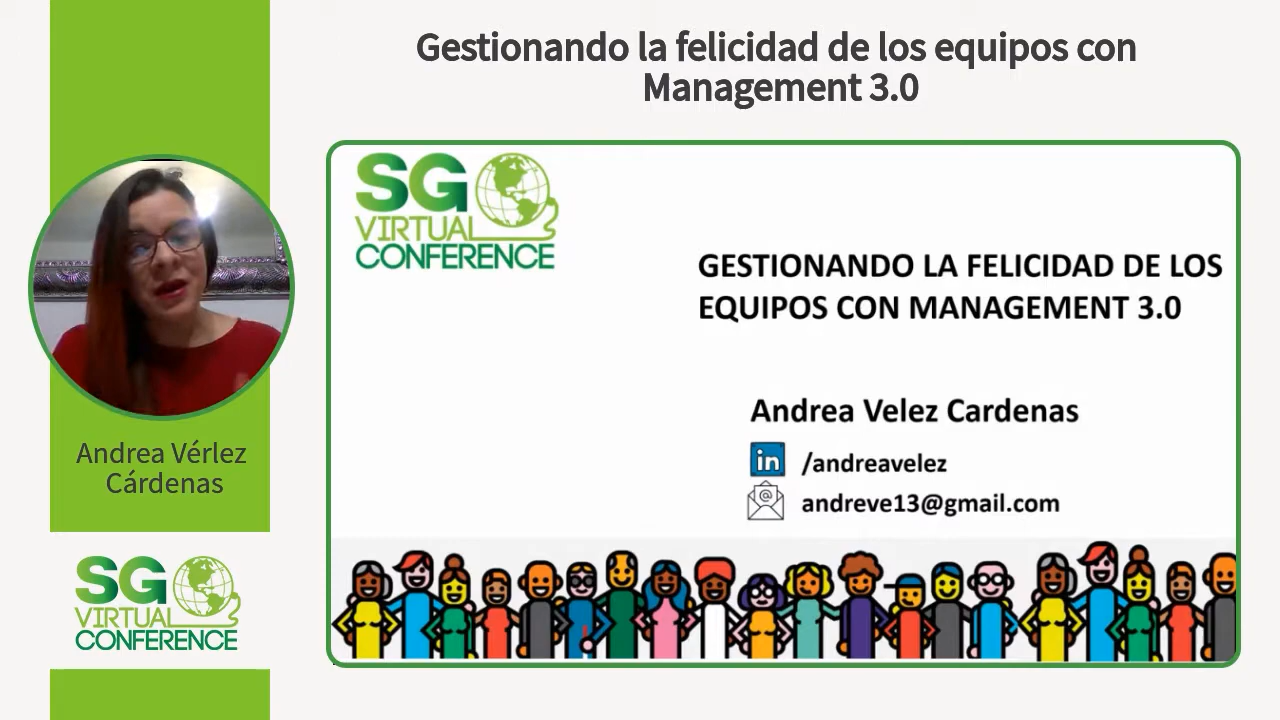 Gestionando la felicidad de los equipos con
Management 3.0
SG
VIRTUAL
CONFERENCE
GESTIONANDO LA FELICIDAD DE LOS
EQUIPOS CON MANAGEMENT 3.0
Andrea Velez Cardenas
in /andreavelez
@ andreve13@gmail.com
Andrea Vérlez
Cárdenas
SG
VIRTUAL
CONFERENCE